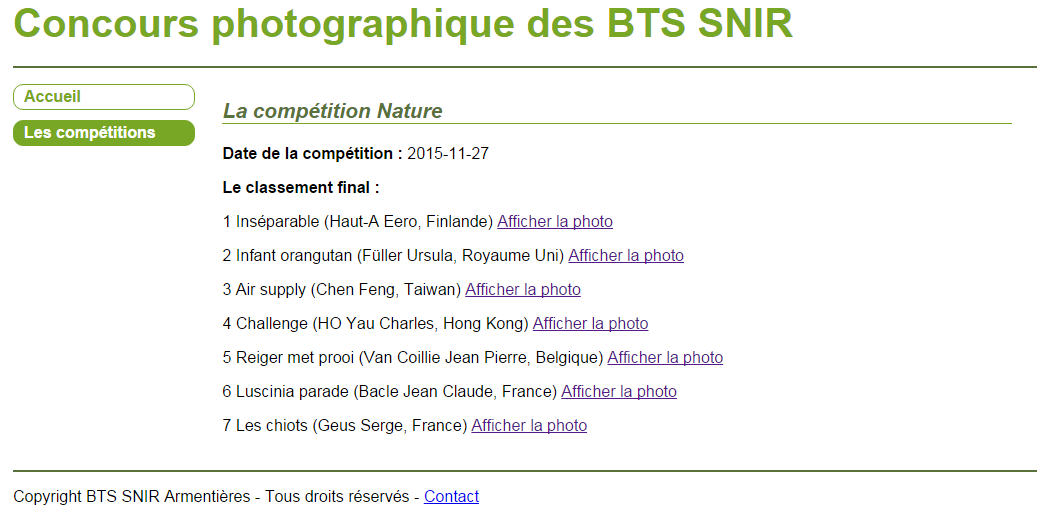 Concours photographique des BTS SNIR
Accueil
Les compétitions
La compétition Nature
Date de la compétition : 2015-11-27
Le classement final :
1 Inséparable (Haut-A Eero, Finlande) Afficher la photo
2 Infant orangutan (Füller Ursula, Royaume Uni) Afficher la photo
3 Air supply (Chen Feng, Taiwan) Afficher la photo
4 Challenge (HO Yau Charles, Hong Kong) Afficher la photo
5 Reiger met prooi (Van Coillie Jean Pierre, Belgique) Afficher la photo
6 Luscinia parade (Bacle Jean Claude, France) Afficher la photo
7 Les chiots (Geus Serge, France) Afficher la photo
Copyright BTS SNIR Armentières - Tous droits réservés - Contact